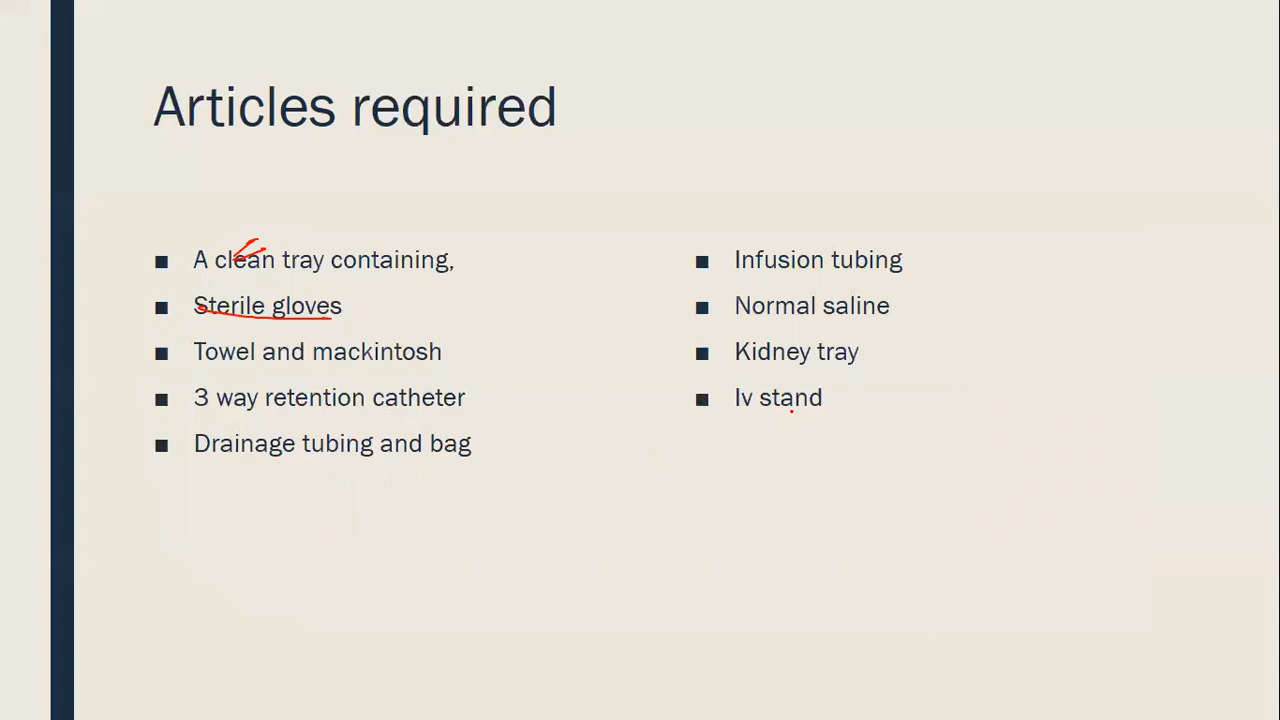 Articles required
A clean tray containing,
Sterile gloves
Towel and mackintosh
3 way retention catheter
Drainage tubing and bag
Infusion tubing
Normal saline
Kidney tray
Iv stand